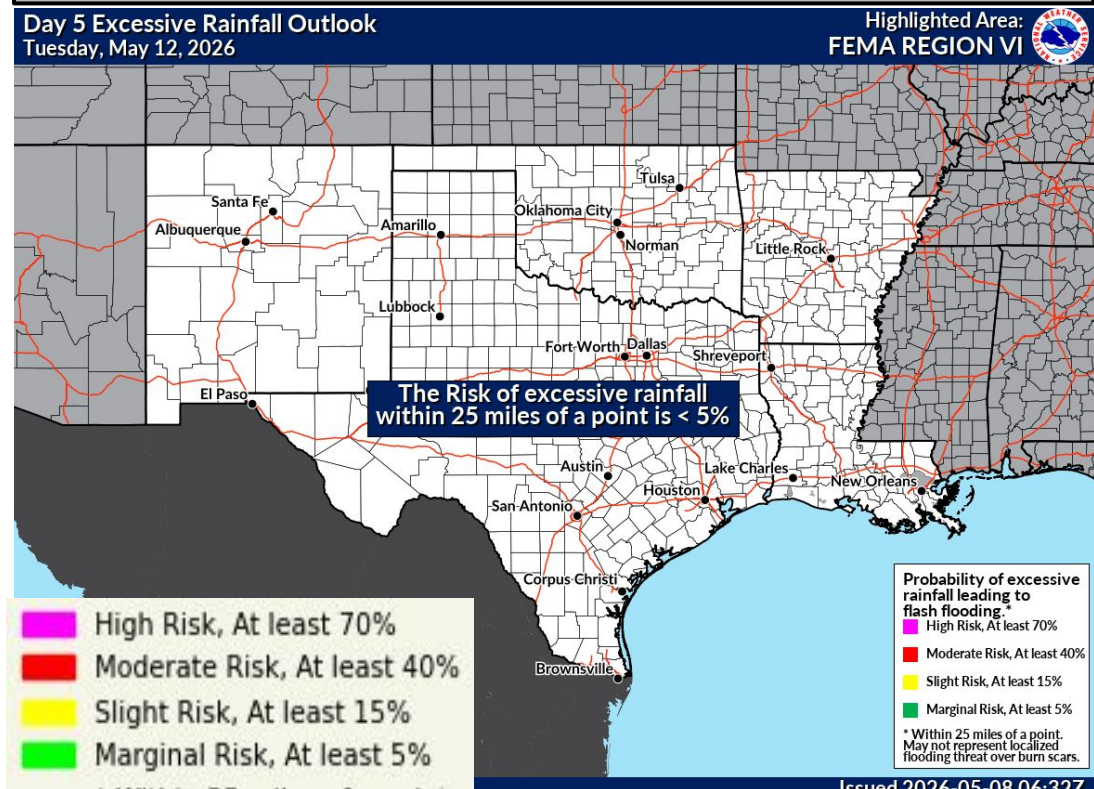 Day 5 Excessive Rainfall Outlook
Tuesday, May 12, 2026
Highlighted Area:
FEMA REGION VI
NATIONAL WEATHER SERVICE
Tulsa
Santa Fe
Oklahoma City
Albuquerque
Amarillo
Norman
Little Rock
Lubbock
Fort Worth
Dallas
Shreveport
El Paso
The Risk of excessive rainfall
within 25 miles of a point is < 5%
Austin
Lake Charles
New Orleans
Houston
San Antonio
Corpus Christi
Brownsville
Probability of excessive
rainfall leading to
flash flooding.*
High Risk, At least 70%
Moderate Risk, At least 40%
Slight Risk, At least 15%
Marginal Risk, At least 5%
* Within 25 miles of a point.
May not represent localized
flooding threat over burn scars.
High Risk, At least 70%
Moderate Risk, At least 40%
Slight Risk, At least 15%
Marginal Risk, At least 5%
Issued 2026-05-08 06:32Z